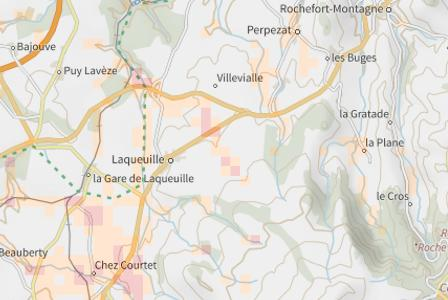 Rochefort-Montagne
Perpezat
Bajouve
les Buges
Puy Lavèze
Villevialle
la Gratade
la Plane
Laqueuille
la Gare de Laqueuille
le Cros
Beauberty
Chez Courtet